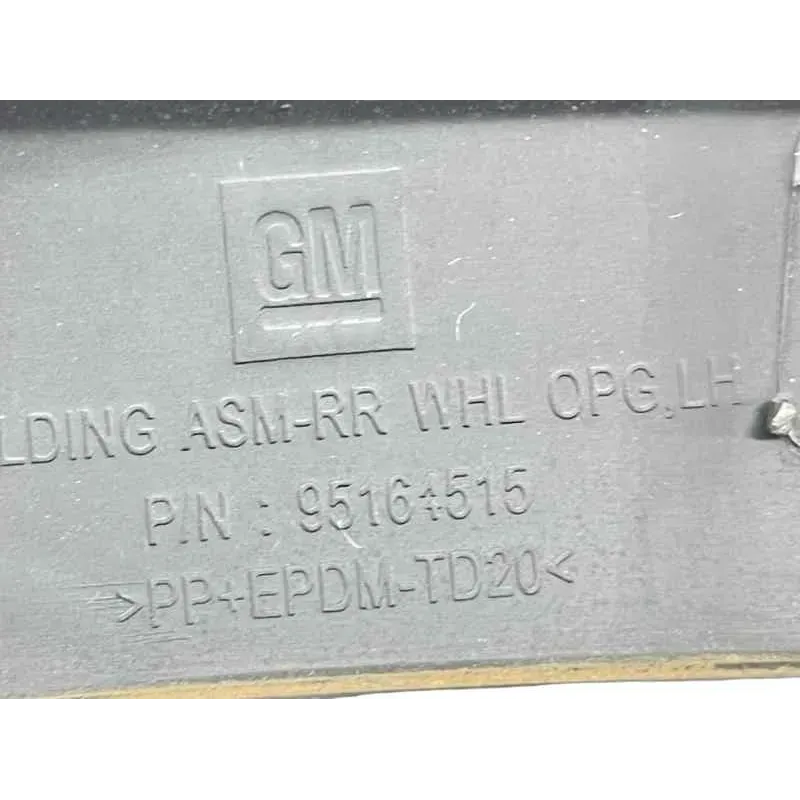 GM
LDING ASM-RR WHL OPG,LH
P/N : 95164515
>PP+EPDM-TD20<